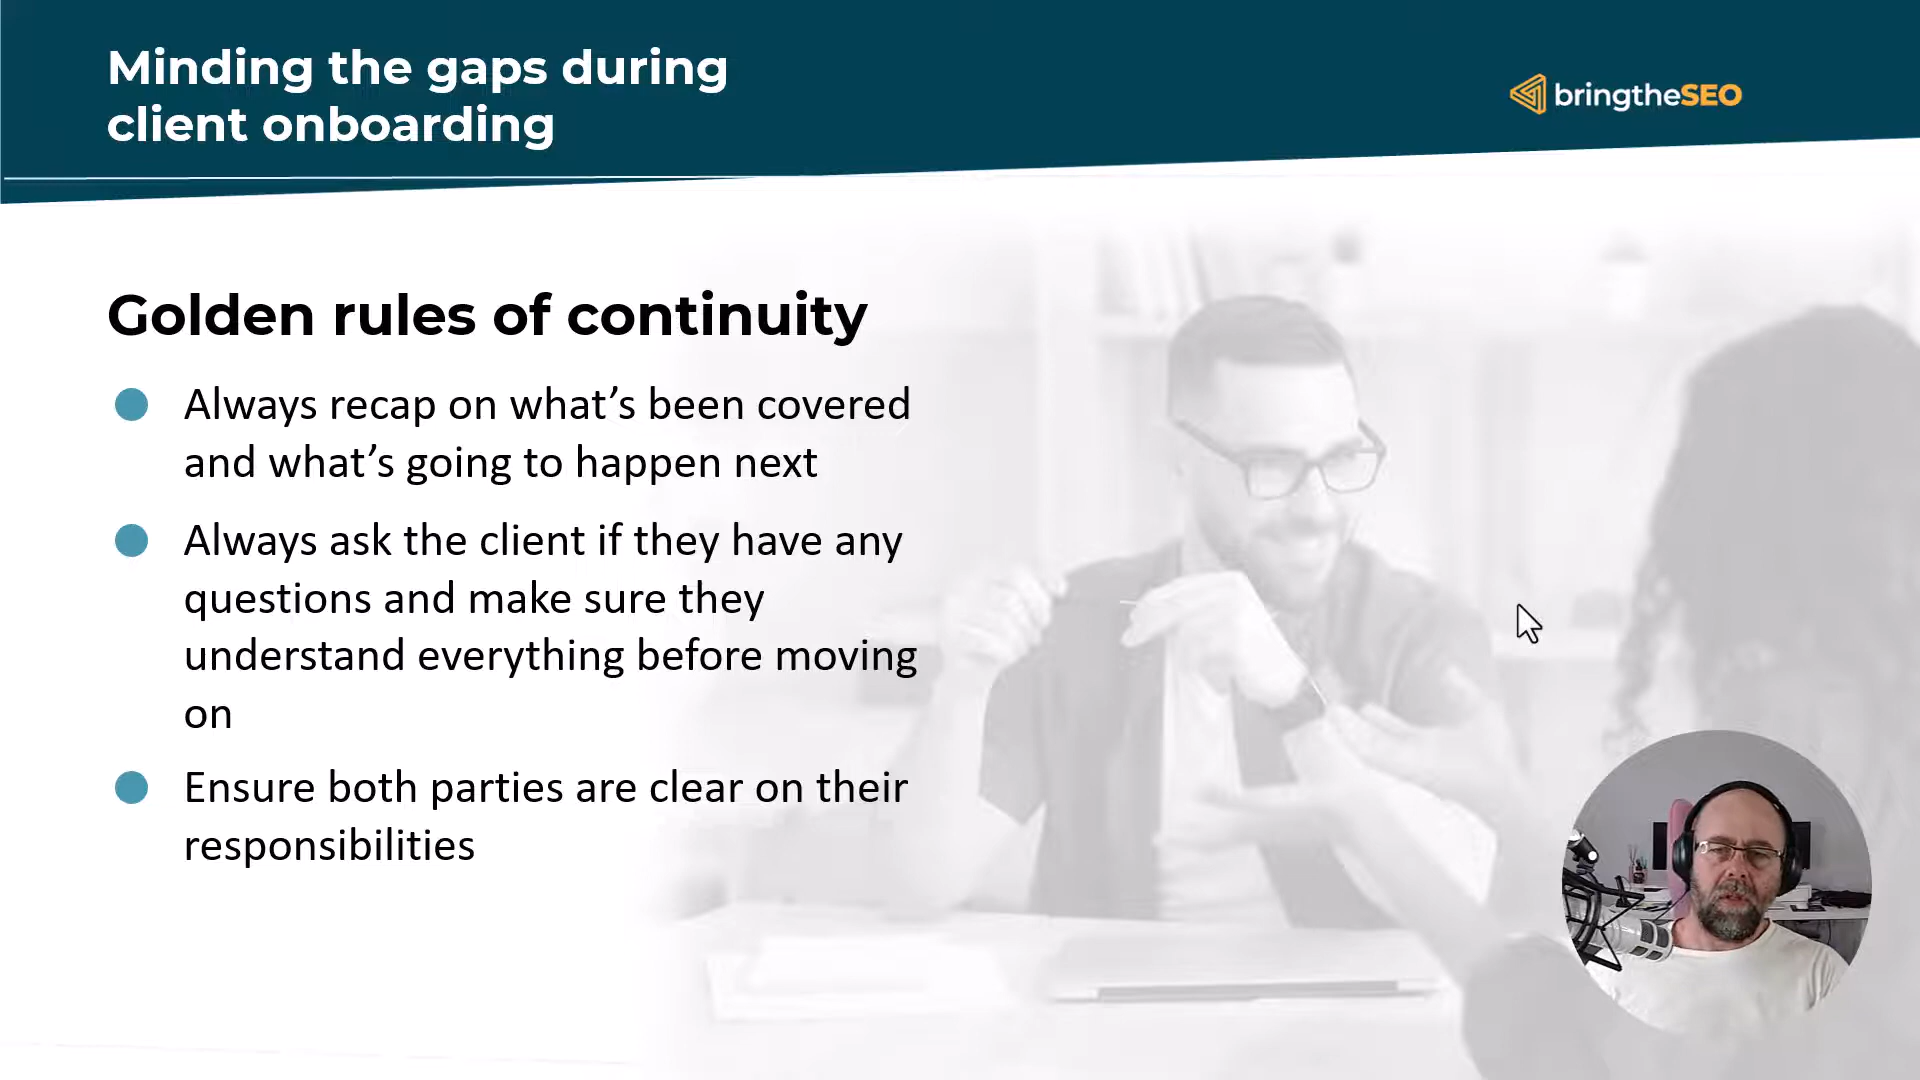 Minding the gaps during
client onboarding
bringtheSEO
Golden rules of continuity
Always recap on what’s been covered
and what’s going to happen next
Always ask the client if they have any
questions and make sure they
understand everything before moving
on
Ensure both parties are clear on their
responsibilities